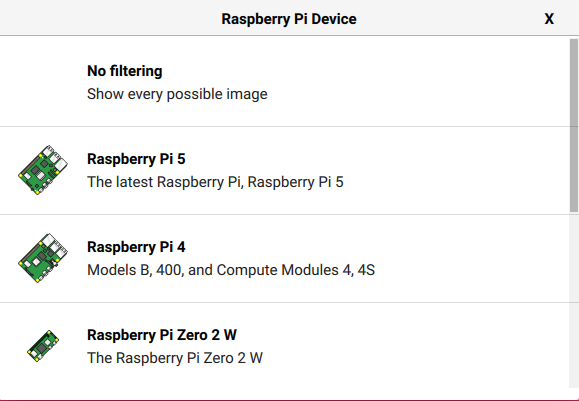 Raspberry Pi Device X
No filtering
Show every possible image
Raspberry Pi 5
The latest Raspberry Pi, Raspberry Pi 5
Raspberry Pi 4
Models B, 400, and Compute Modules 4, 4S
Raspberry Pi Zero 2 W
The Raspberry Pi Zero 2 W